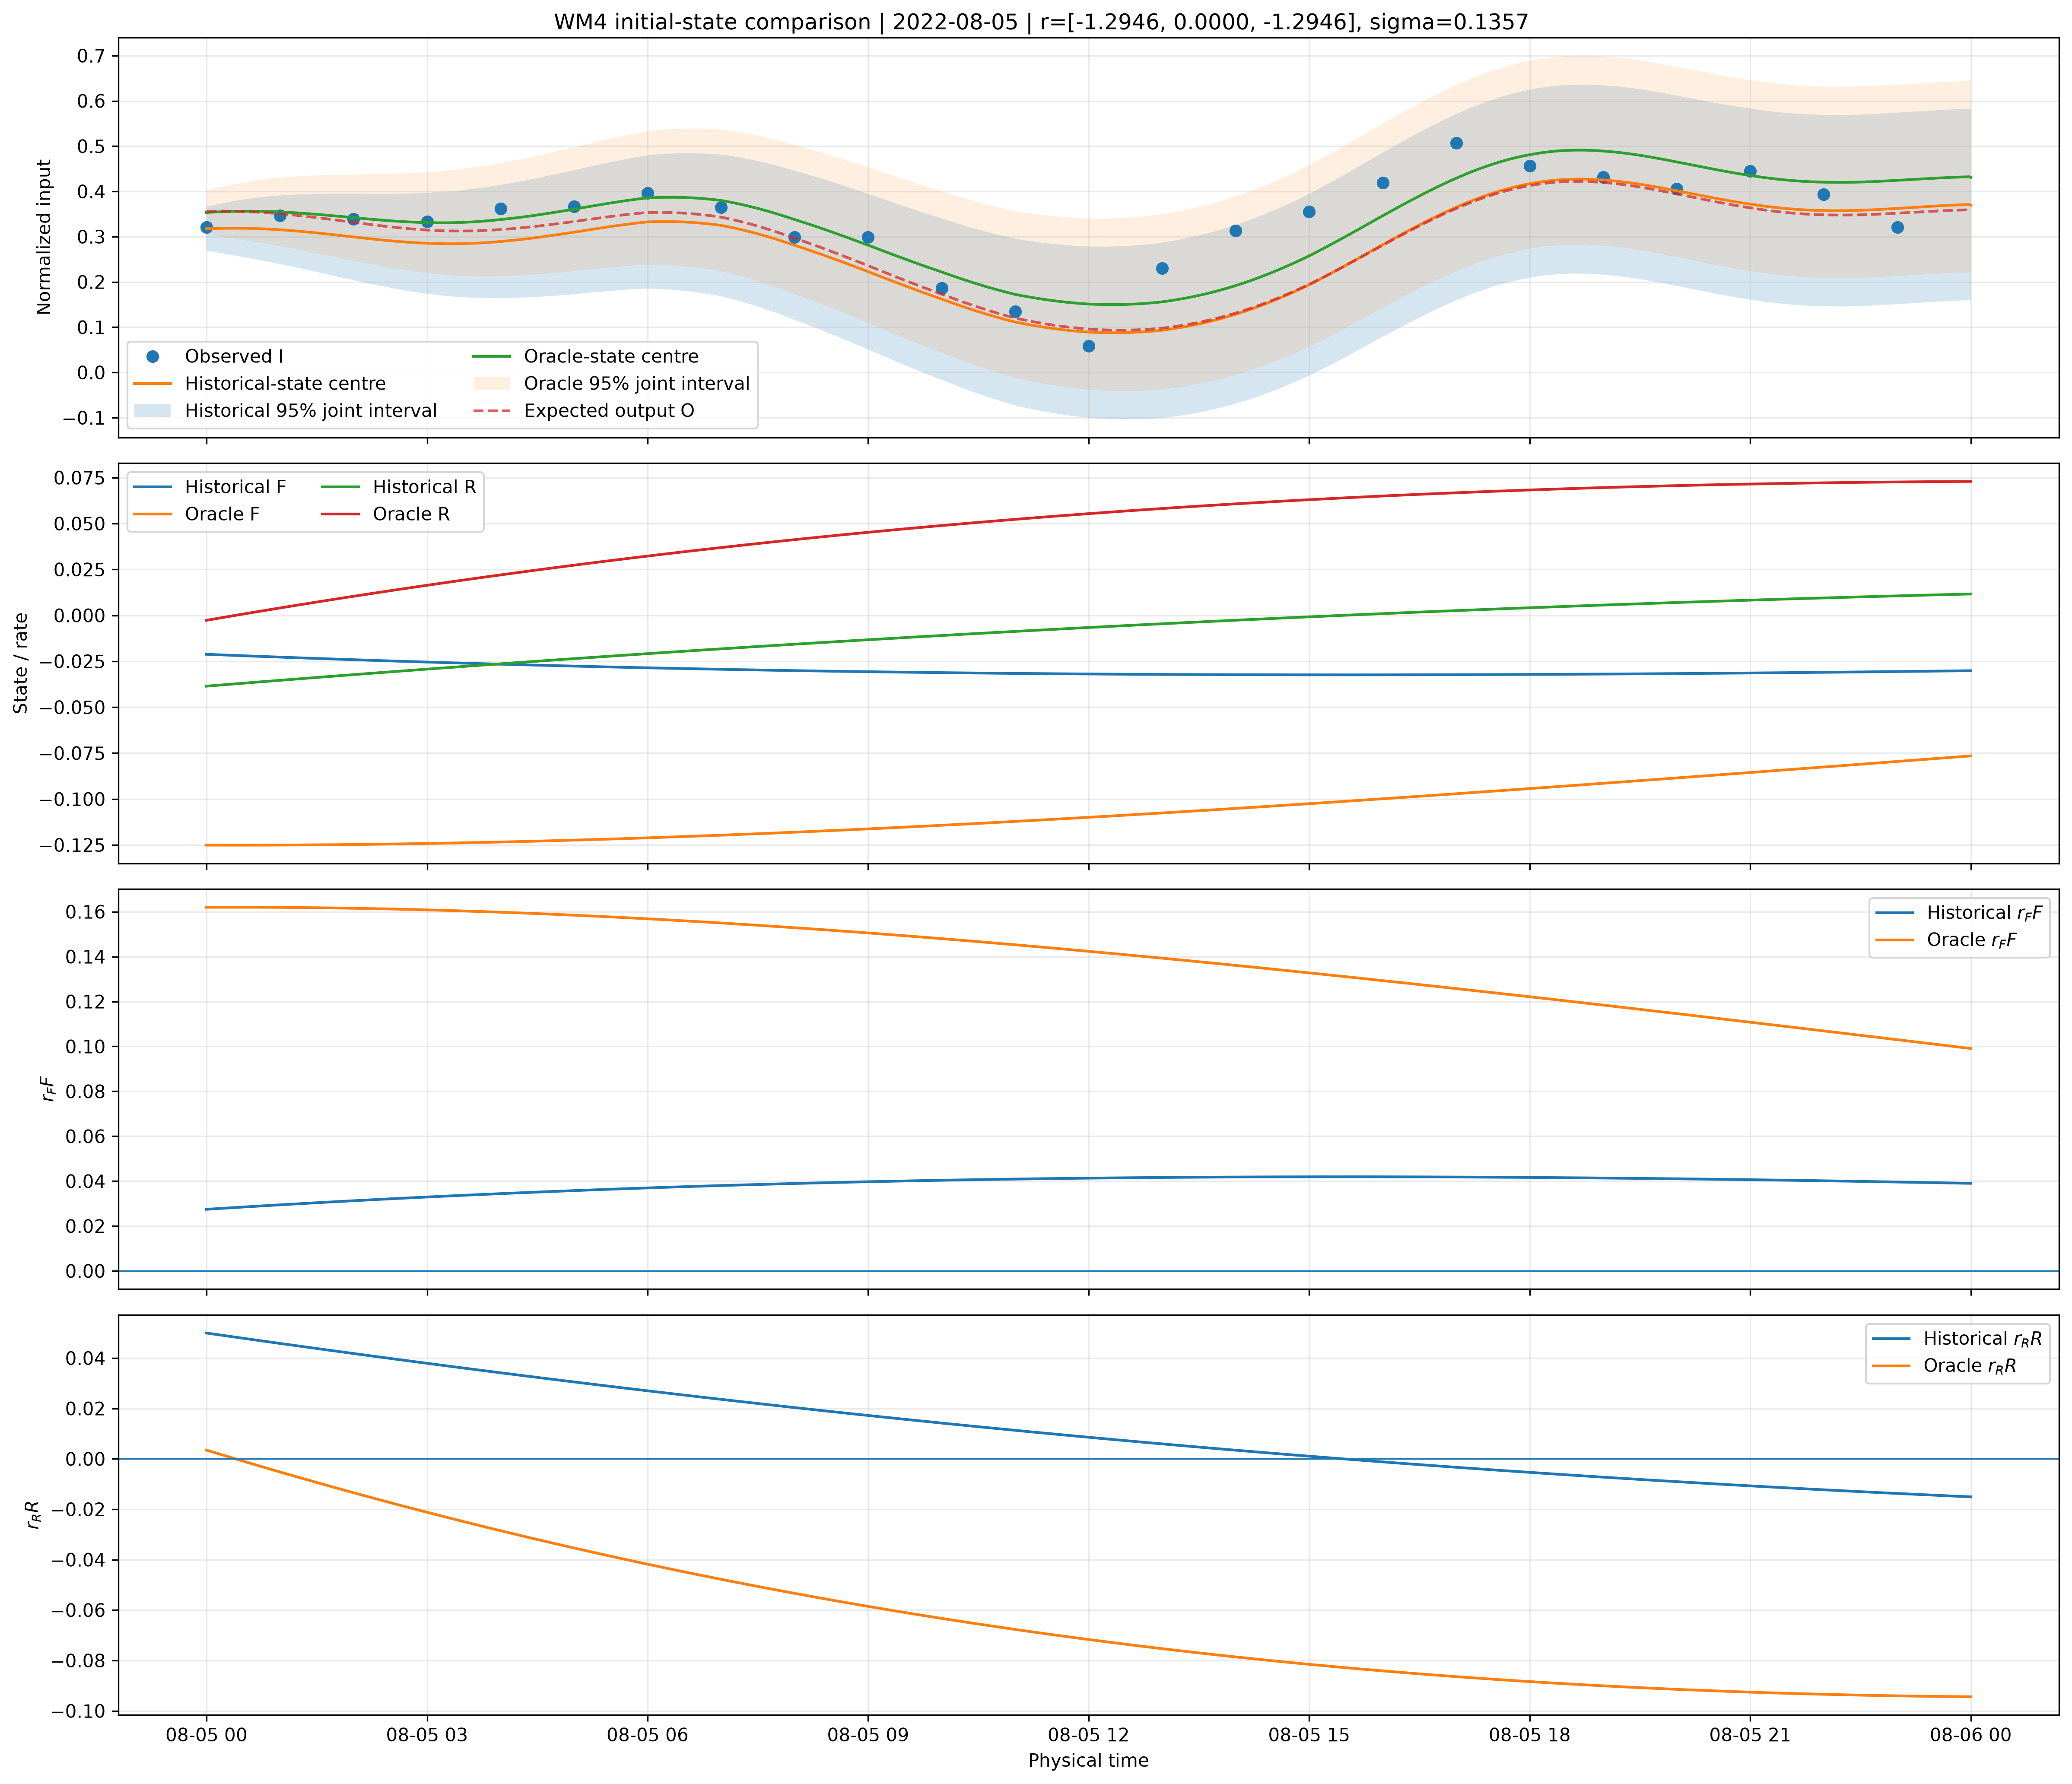 WM4 initial-state comparison | 2022-08-05 | r=[-1.2946, 0.0000, -1.2946], sigma=0.1357
Normalized input
0.7
0.6
0.5
0.4
0.3
0.2
0.1
0.0
−0.1
Observed I
Historical-state centre
Historical 95% joint interval
Oracle-state centre
Oracle 95% joint interval
Expected output O
State / rate
0.075
0.050
0.025
0.000
−0.025
−0.050
−0.075
−0.100
−0.125
Historical F
Oracle F
Historical R
Oracle R
r_F F
0.16
0.14
0.12
0.10
0.08
0.06
0.04
0.02
0.00
Historical r_F F
Oracle r_F F
r_R R
0.04
0.02
0.00
−0.02
−0.04
−0.06
−0.08
−0.10
Historical r_R R
Oracle r_R R
08-05 00
08-05 03
08-05 06
08-05 09
08-05 12
08-05 15
08-05 18
08-05 21
08-06 00
Physical time